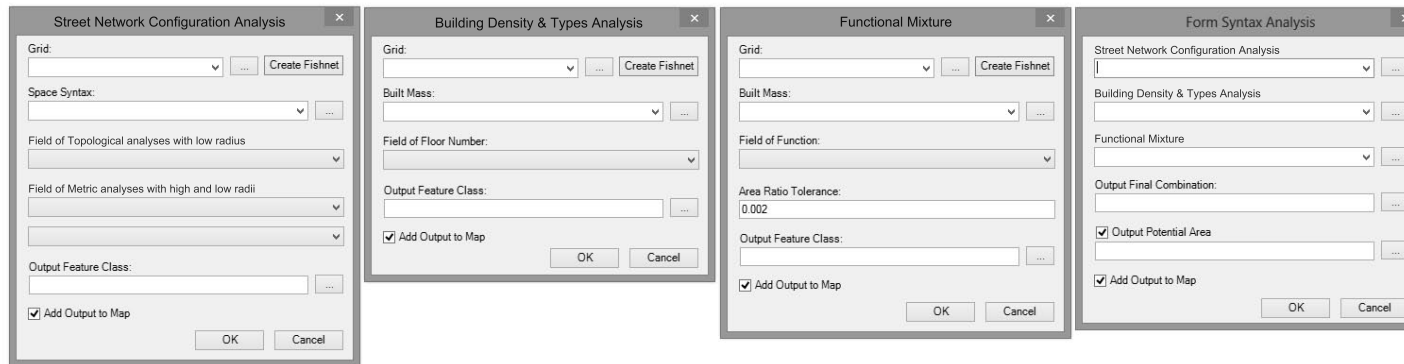 Street Network Configuration Analysis
Grid:
... Create Fishnet
Space Syntax:
...
Field of Topological analyses with low radius
Field of Metric analyses with high and low radii
Output Feature Class:
...
Add Output to Map
OK Cancel
Building Density & Types Analysis
Grid:
... Create Fishnet
Built Mass:
...
Field of Floor Number:
Output Feature Class:
...
Add Output to Map
OK Cancel
Functional Mixture
Grid:
... Create Fishnet
Built Mass:
...
Field of Function:
Area Ratio Tolerance:
0.002
Output Feature Class:
...
Add Output to Map
OK Cancel
Form Syntax Analysis
Street Network Configuration Analysis
...
Building Density & Types Analysis
...
Functional Mixture
...
Output Final Combination:
...
Output Potential Area
...
Add Output to Map
OK Cancel